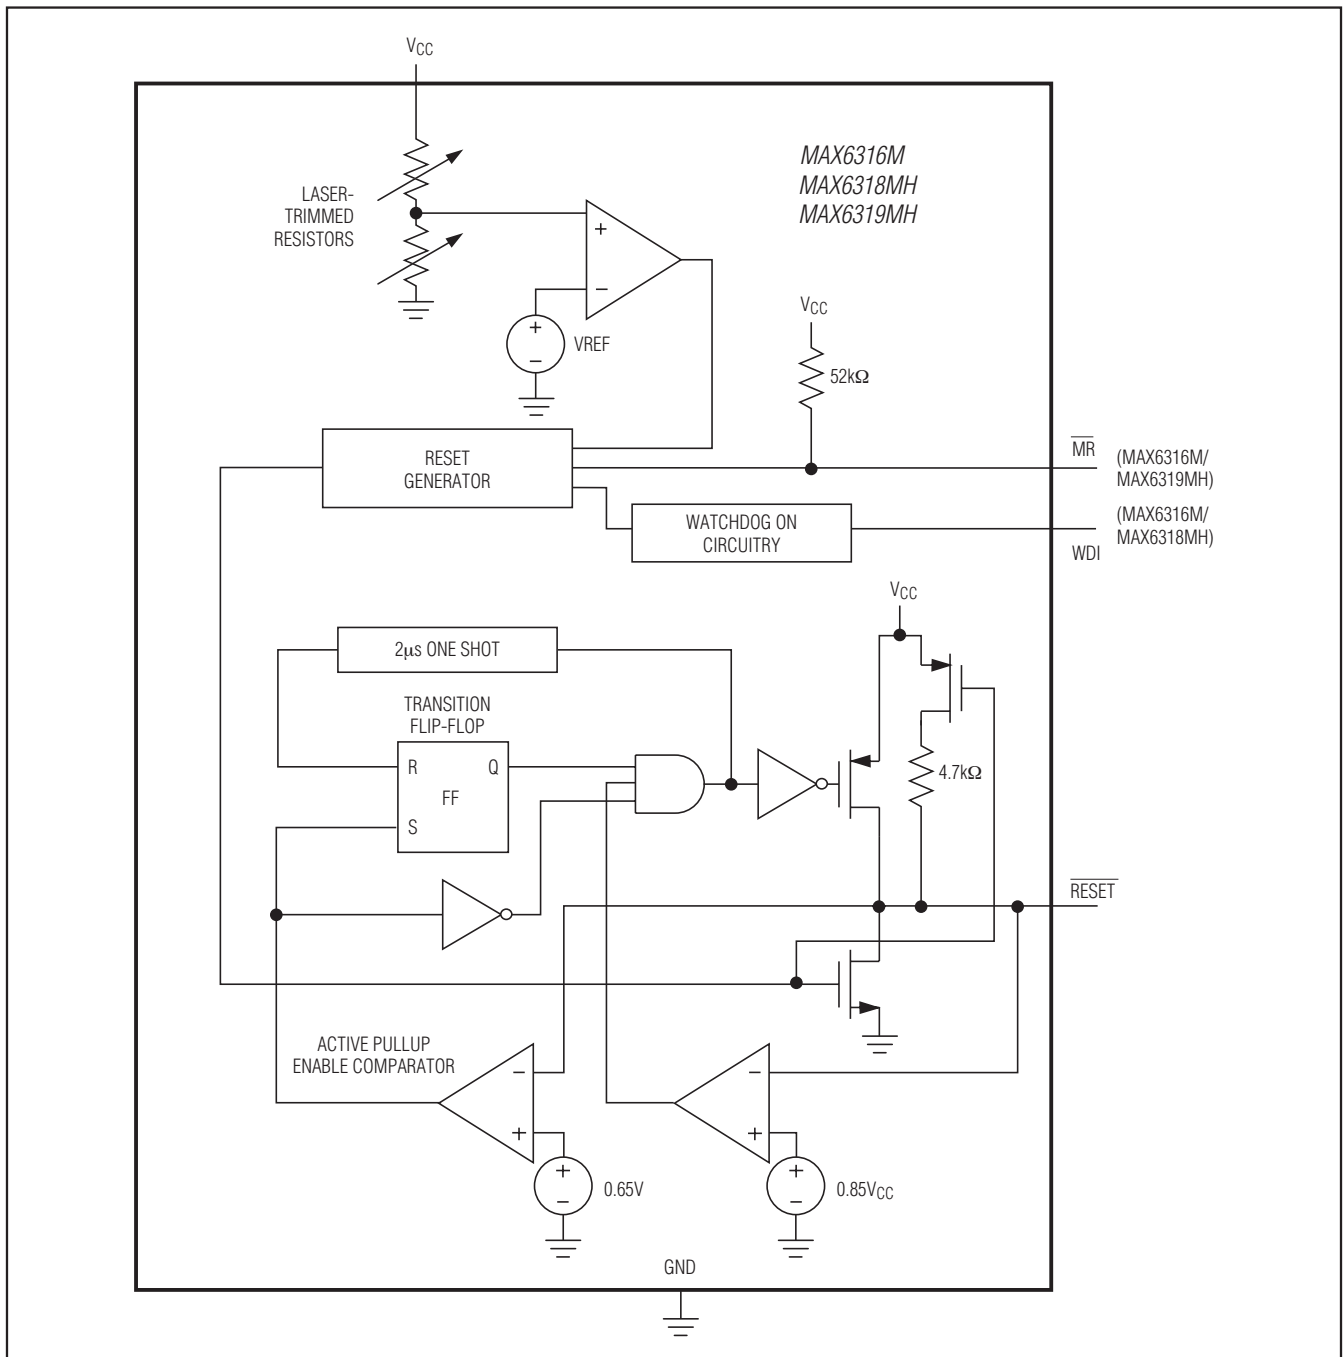 VCC
MAX6316M
MAX6318MH
MAX6319MH
LASER-
TRIMMED
RESISTORS
+
−
+
−
VREF
VCC
52kΩ
RESET
GENERATOR
MR
(MAX6316M/
MAX6319MH)
WATCHDOG ON
CIRCUITRY
(MAX6316M/
MAX6318MH)
WDI
VCC
2µs ONE SHOT
TRANSITION
FLIP-FLOP
R
Q
FF
S
4.7kΩ
RESET
ACTIVE PULLUP
ENABLE COMPARATOR
−
+
−
+
+
−
0.65V
+
−
0.85VCC
GND